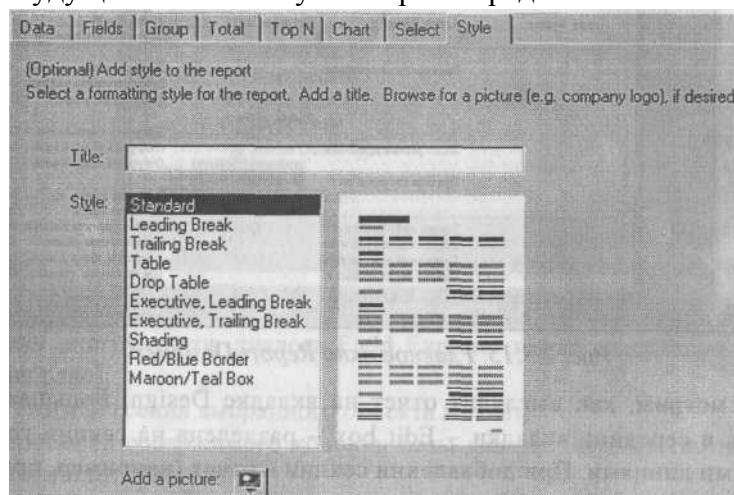 Data Fields Group Total Top N Chart Select Style
(Optional) Add style to the report
Select a formatting style for the report. Add a title. Browse for a picture (e.g. company logo), if desired
Title:
Style:
Standard
Leading Break
Trailing Break
Table
Drop Table
Executive, Leading Break
Executive, Trailing Break
Shading
Red/Blue Border
Maroon/Teal Box
Add a picture: